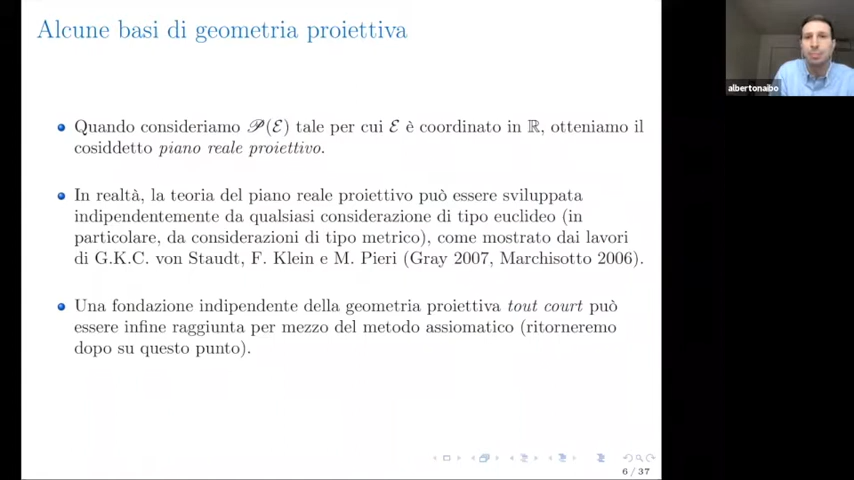 Alcune basi di geometria proiettiva
Quando consideriamo 𝒫(ℰ) tale per cui ℰ è coordinato in ℝ, otteniamo il
cosiddetto piano reale proiettivo.
In realtà, la teoria del piano reale proiettivo può essere sviluppata
indipendentemente da qualsiasi considerazione di tipo euclideo (in
particolare, da considerazioni di tipo metrico), come mostrato dai lavori
di G.K.C. von Staudt, F. Klein e M. Pieri (Gray 2007, Marchisotto 2006).
Una fondazione indipendente della geometria proiettiva tout court può
essere infine raggiunta per mezzo del metodo assiomatico (ritorneremo
dopo su questo punto).
6 / 37
albertonaibo